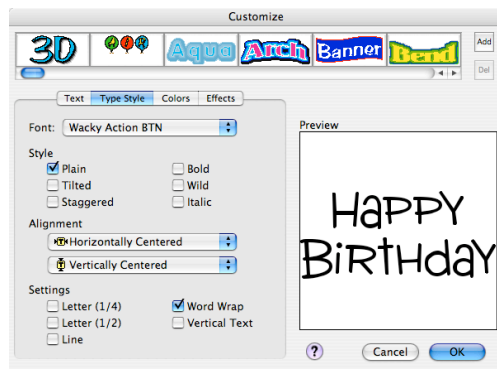 Customize
3D
Aqua
Arch
Banner
Bend
Add
Del
Text
Type Style
Colors
Effects
Font: Wacky Action BTN
Preview
Style
Plain
Bold
Tilted
Wild
Staggered
Italic
Alignment
Horizontally Centered
Vertically Centered
Settings
Letter (1/4)
Word Wrap
Letter (1/2)
Vertical Text
Line
HaPPY
BiRTHdaY
?
Cancel
OK